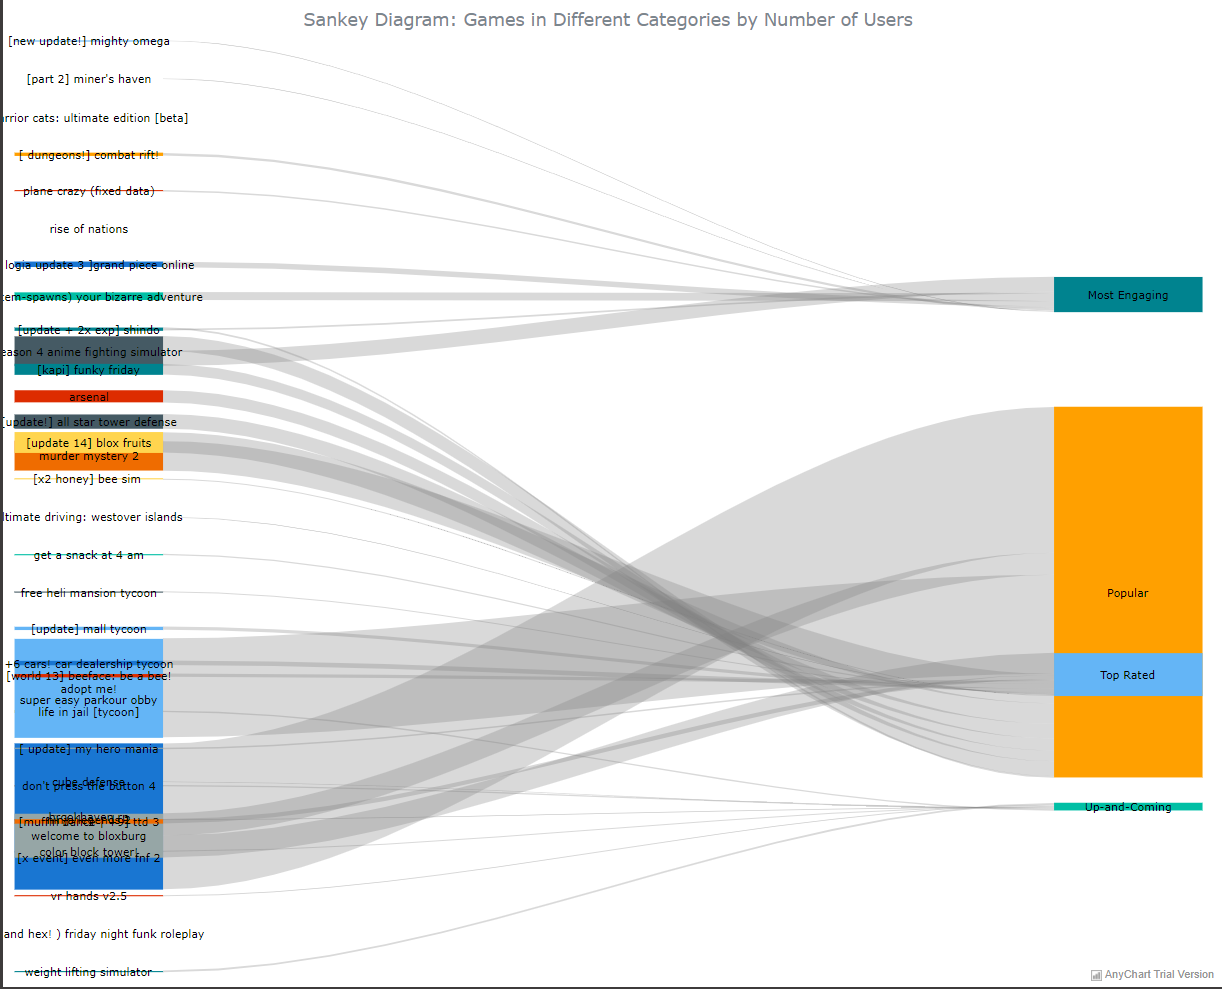 Sankey Diagram: Games in Different Categories by Number of Users
[new update!] mighty omega
[part 2] miner's haven
rrior cats: ultimate edition [beta]
[ dungeons!] combat rift!
plane crazy (fixed data)
rise of nations
logia update 3 ]grand piece online
tem-spawns) your bizarre adventure
Most Engaging
[update + 2x exp] shindo
eason 4 anime fighting simulator
[kapi] funky friday
arsenal
[update!] all star tower defense
[update 14] blox fruits
murder mystery 2
[x2 honey] bee sim
ltimate driving: westover islands
get a snack at 4 am
free heli mansion tycoon
Popular
[update] mall tycoon
+6 cars! car dealership tycoon
[world 13] beeface: be a bee!
Top Rated
adopt me!
super easy parkour obby
life in jail [tycoon]
[ update] my hero mania
cube defense
don't press the button 4
Up-and-Coming
brookhaven rp
ttd 3
welcome to bloxburg
color block tower!
[x event] even more fnf 2
vr hands v2.5
and hex! ) friday night funk roleplay
weight lifting simulator
AnyChart Trial Version